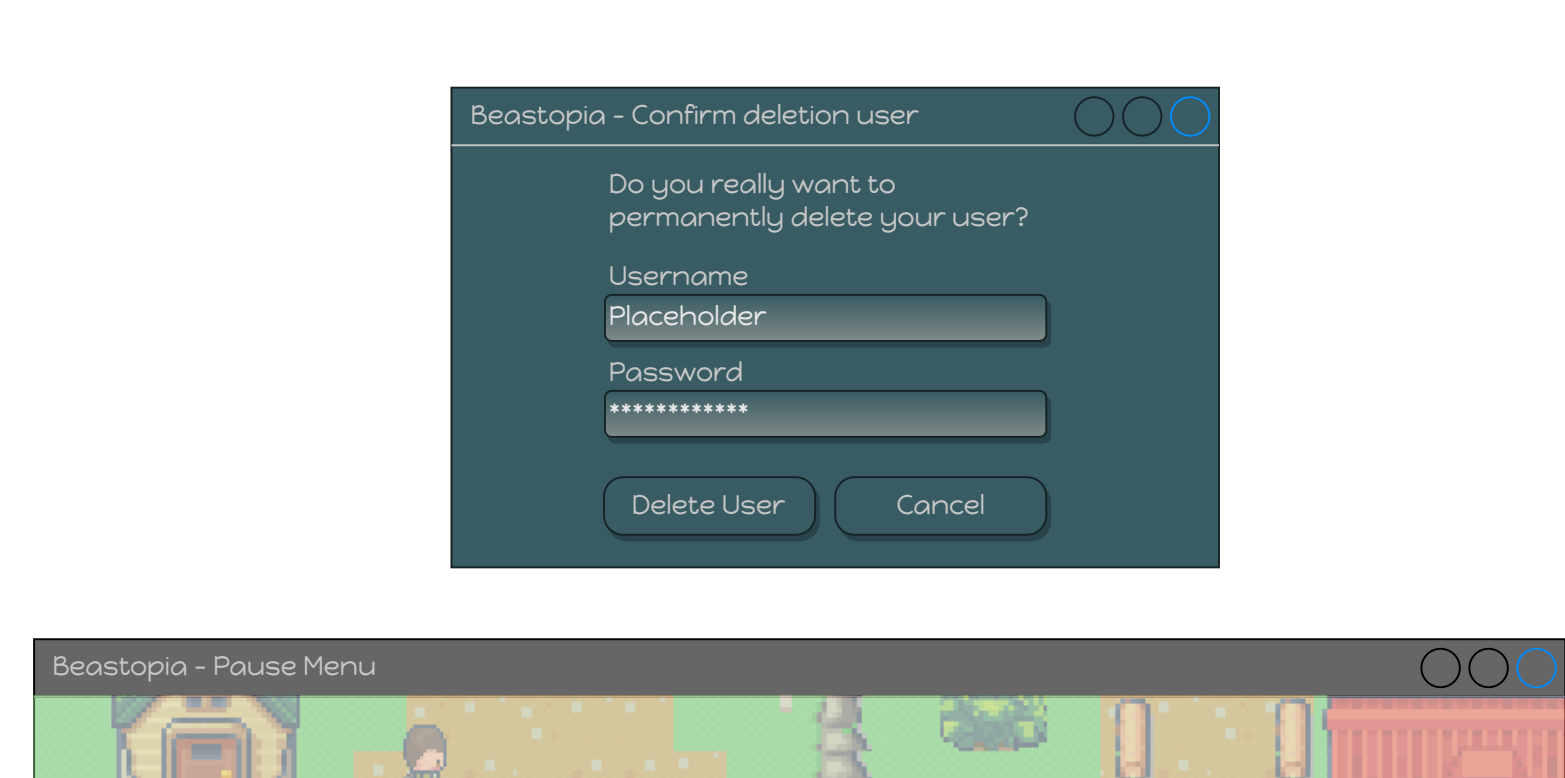 Beastopia - Confirm deletion user
Do you really want to
permanently delete your user?
Username
Placeholder
Password
************
Delete User
Cancel
Beastopia - Pause Menu